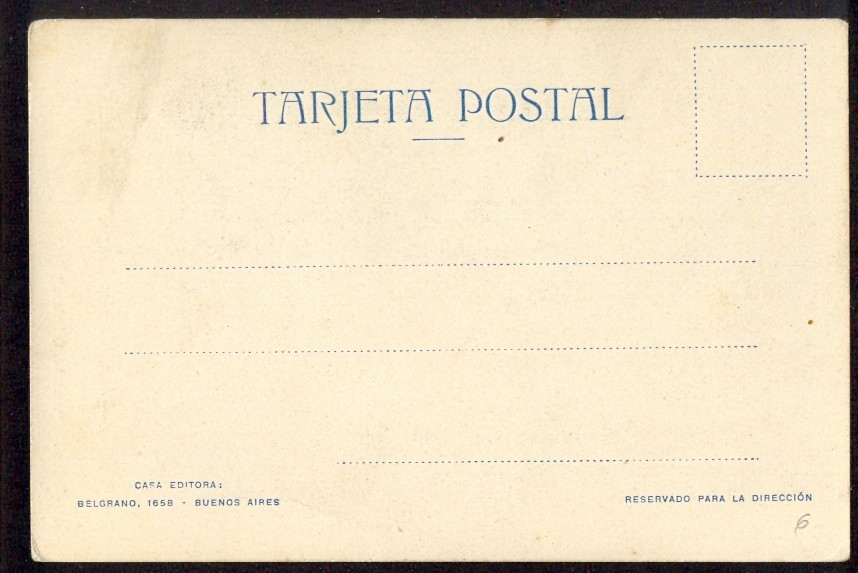 TARJETA POSTAL
CASA EDITORA:
BELGRANO, 1658 - BUENOS AIRES
RESERVADO PARA LA DIRECCIÓN
6